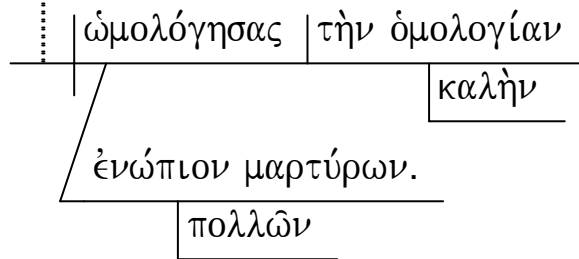 ὡμολόγησας τὴν ὁμολογίαν
καλὴν
ἐνώπιον μαρτύρων.
πολλῶν